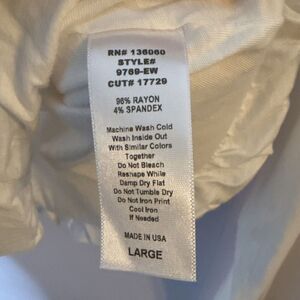 RN# 136060
STYLE#
9769-EW
CUT# 17729
96% RAYON
4% SPANDEX
Machine Wash Cold
Wash Inside Out
With Similar Colors
Together
Do Not Bleach
Reshape While
Damp Dry Flat
Do Not Tumble Dry
Do Not Iron Print
Cool Iron
If Needed
MADE IN USA
LARGE